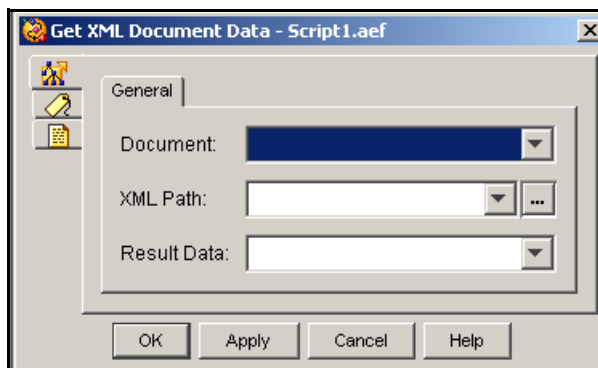 Get XML Document Data - Script1.aef
General
Document:
XML Path:
...
Result Data:
OK Apply Cancel Help